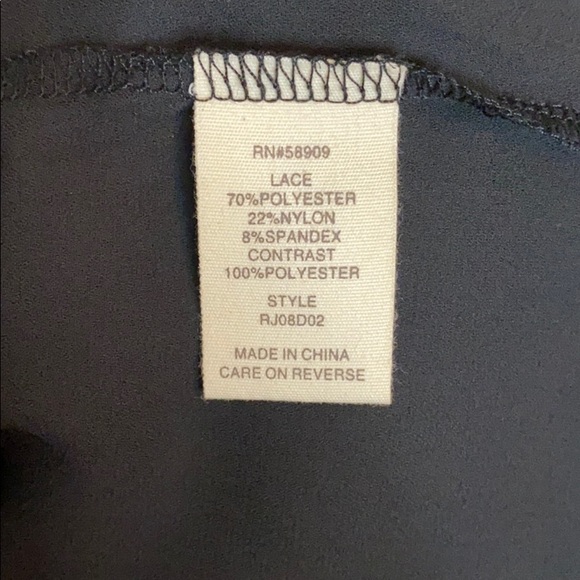 RN#58909
LACE
70%POLYESTER
22%NYLON
8%SPANDEX
CONTRAST
100%POLYESTER
STYLE
RJ08D02
MADE IN CHINA
CARE ON REVERSE